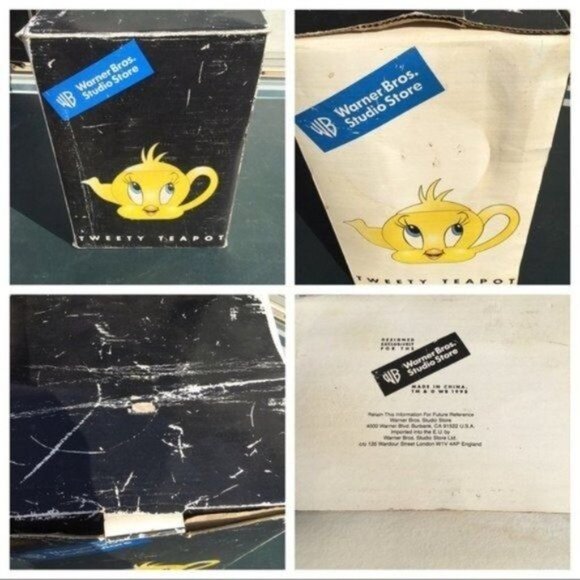 WB Warner Bros.
Studio Store
TWEETY TEAPOT
WB Warner Bros.
Studio Store
TWEETY TEAPOT
DESIGNED
EXCLUSIVELY
FOR THE
WB Warner Bros.
Studio Store
MADE IN CHINA.
TM & © WB 1998
Retain This Information For Future Reference
Warner Bros. Studio Store
4000 Warner Blvd. Burbank, CA 91522 U.S.A.
Imported into the E.U. by
Warner Bros. Studio Store Ltd.
c/o 135 Wardour Street London W1V 4AP England